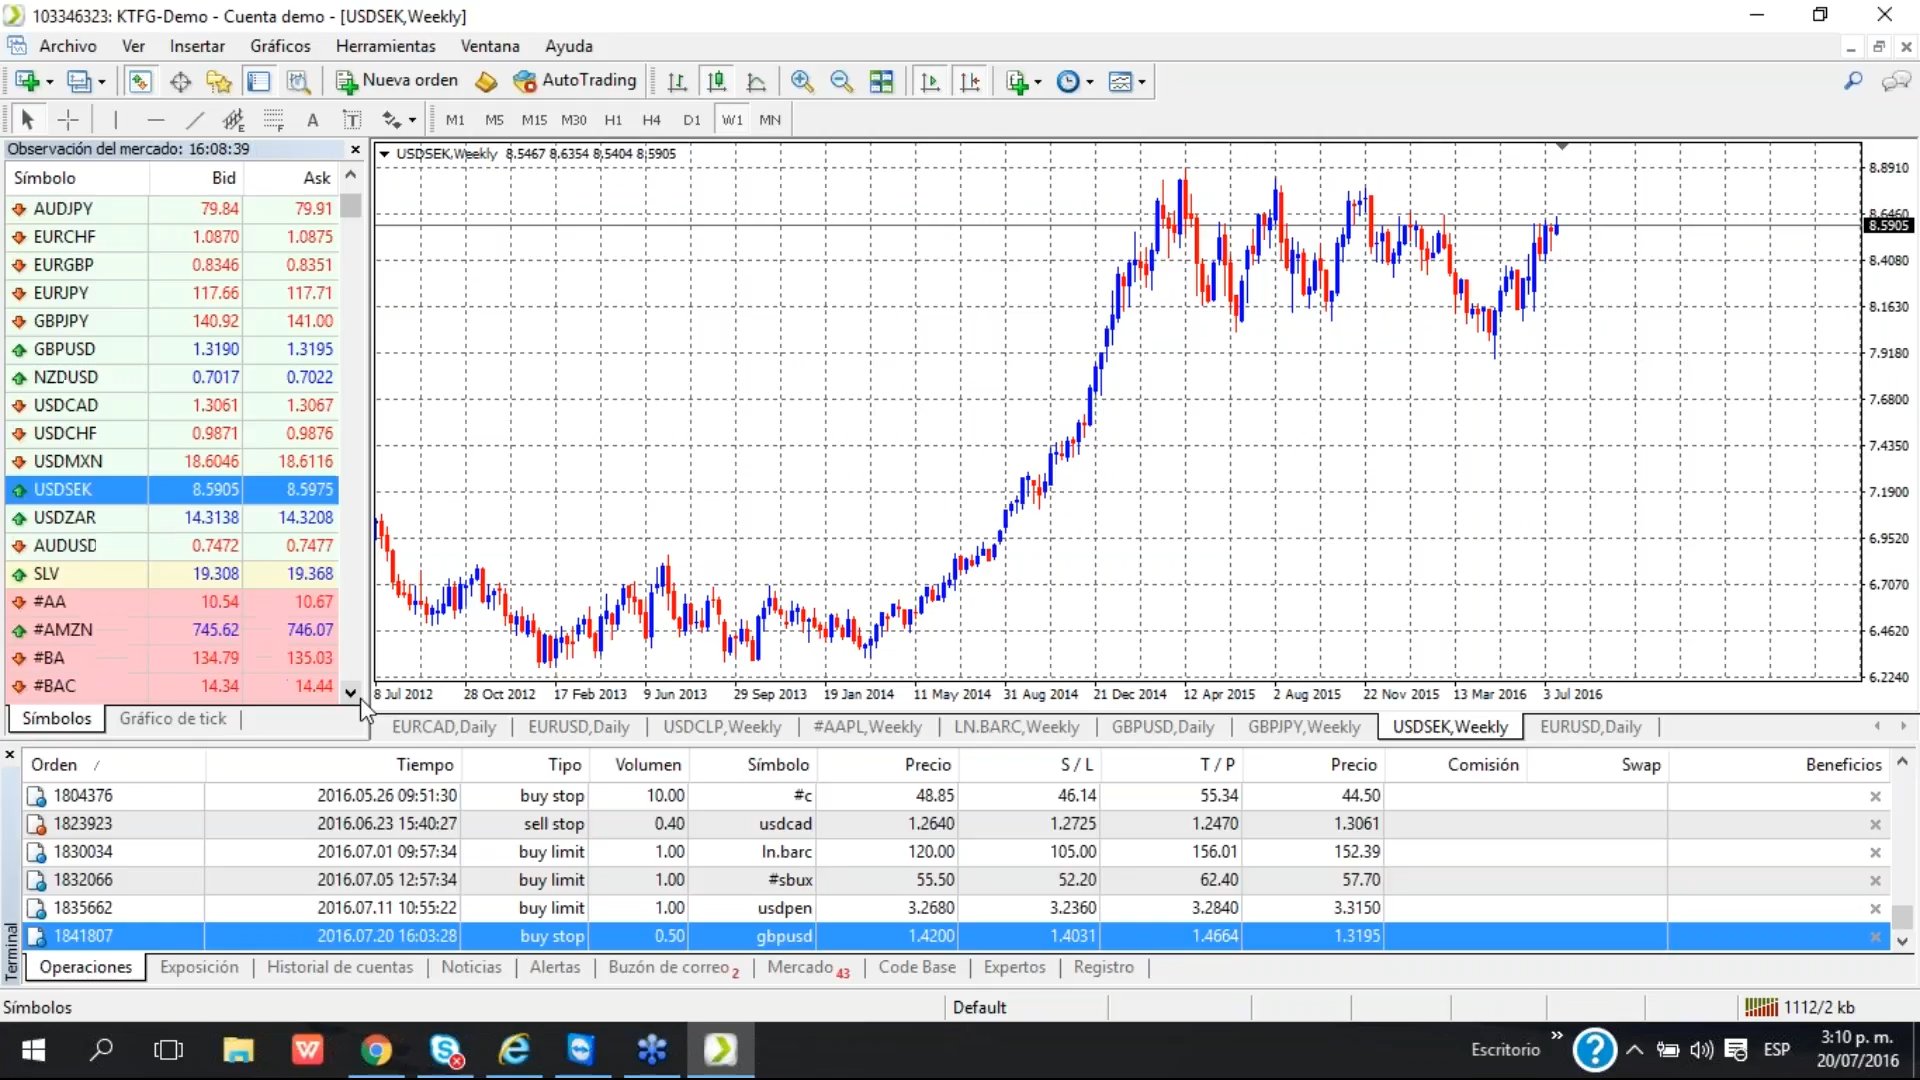 103346323: KTFG-Demo - Cuenta demo - [USDSEK,Weekly]
Archivo Ver Insertar Gráficos Herramientas Ventana Ayuda
Nueva orden AutoTrading
A T M1 M5 M15 M30 H1 H4 D1 W1 MN
Observación del mercado: 16:08:39
Símbolo Bid Ask
AUDJPY 79.84 79.91
EURCHF 1.0870 1.0875
EURGBP 0.8346 0.8351
EURJPY 117.66 117.71
GBPJPY 140.92 141.00
GBPUSD 1.3190 1.3195
NZDUSD 0.7017 0.7022
USDCAD 1.3061 1.3067
USDCHF 0.9871 0.9876
USDMXN 18.6046 18.6116
USDSEK 8.5905 8.5975
USDZAR 14.3138 14.3208
AUDUSD 0.7472 0.7477
SLV 19.308 19.368
#AA 10.54 10.67
#AMZN 745.62 746.07
#BA 134.79 135.03
#BAC 14.34 14.44
Símbolos Gráfico de tick
USDSEK,Weekly 8.5467 8.6354 8.5404 8.5905
8.8910
8.6460
8.5905
8.4080
8.1630
7.9180
7.6800
7.4350
7.1900
6.9520
6.7070
6.4620
6.2240
8 Jul 2012 28 Oct 2012 17 Feb 2013 9 Jun 2013 29 Sep 2013 19 Jan 2014 11 May 2014 31 Aug 2014 21 Dec 2014 12 Apr 2015 2 Aug 2015 22 Nov 2015 13 Mar 2016 3 Jul 2016
EURCAD,Daily EURUSD,Daily USDCLP,Weekly #AAPL,Weekly LN.BARC,Weekly GBPUSD,Daily GBPJPY,Weekly USDSEK,Weekly EURUSD,Daily
Orden / Tiempo Tipo Volumen Símbolo Precio S / L T / P Precio Comisión Swap Beneficios
1804376 2016.05.26 09:51:30 buy stop 10.00 #c 48.85 46.14 55.34 44.50
1823923 2016.06.23 15:40:27 sell stop 0.40 usdcad 1.2640 1.2725 1.2470 1.3061
1830034 2016.07.01 09:57:34 buy limit 1.00 ln.barc 120.00 105.00 156.01 152.39
1832066 2016.07.05 12:57:34 buy limit 1.00 #sbux 55.50 52.20 62.40 57.70
1835662 2016.07.11 10:55:22 buy limit 1.00 usdpen 3.2680 3.2360 3.2840 3.3150
1841807 2016.07.20 16:03:28 buy stop 0.50 gbpusd 1.4200 1.4031 1.4664 1.3195
Terminal
Operaciones Exposición Historial de cuentas Noticias Alertas Buzón de correo 2 Mercado 43 Code Base Expertos Registro
Símbolos Default 1112/2 kb
Escritorio ESP 3:10 p. m.
20/07/2016